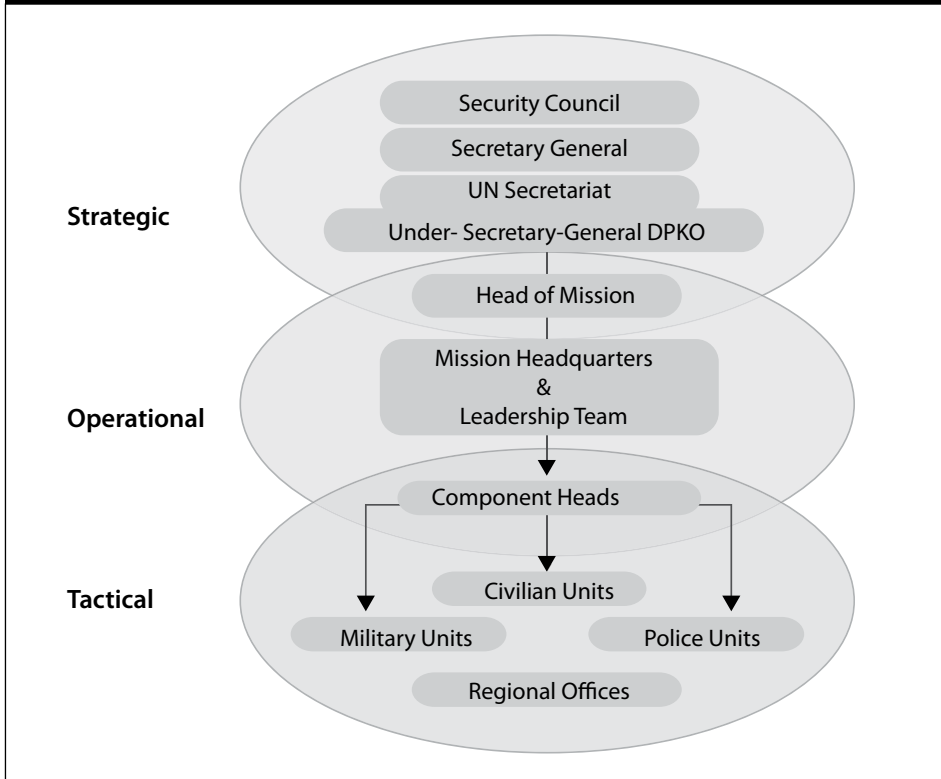 Security Council
Secretary General
UN Secretariat
Strategic
Under- Secretary-General DPKO
Head of Mission
Mission Headquarters
&
Leadership Team
Operational
Component Heads
Tactical
Civilian Units
Military Units
Police Units
Regional Offices